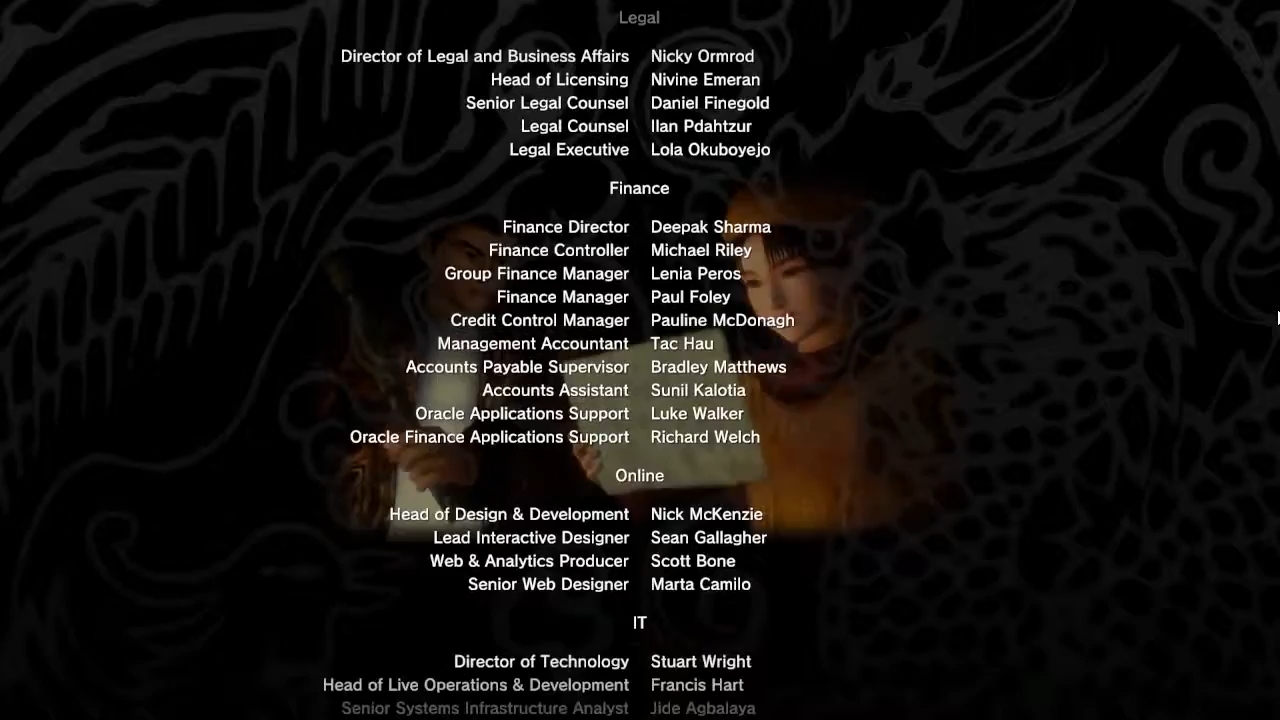 Legal
Director of Legal and Business Affairs Nicky Ormrod
Head of Licensing Nivine Emeran
Senior Legal Counsel Daniel Finegold
Legal Counsel Ilan Pdahtzur
Legal Executive Lola Okuboyejo
Finance
Finance Director Deepak Sharma
Finance Controller Michael Riley
Group Finance Manager Lenia Peros
Finance Manager Paul Foley
Credit Control Manager Pauline McDonagh
Management Accountant Tac Hau
Accounts Payable Supervisor Bradley Matthews
Accounts Assistant Sunil Kalotia
Oracle Applications Support Luke Walker
Oracle Finance Applications Support Richard Welch
Online
Head of Design & Development Nick McKenzie
Lead Interactive Designer Sean Gallagher
Web & Analytics Producer Scott Bone
Senior Web Designer Marta Camilo
IT
Director of Technology Stuart Wright
Head of Live Operations & Development Francis Hart
Senior Systems Infrastructure Analyst Jide Agbalaya